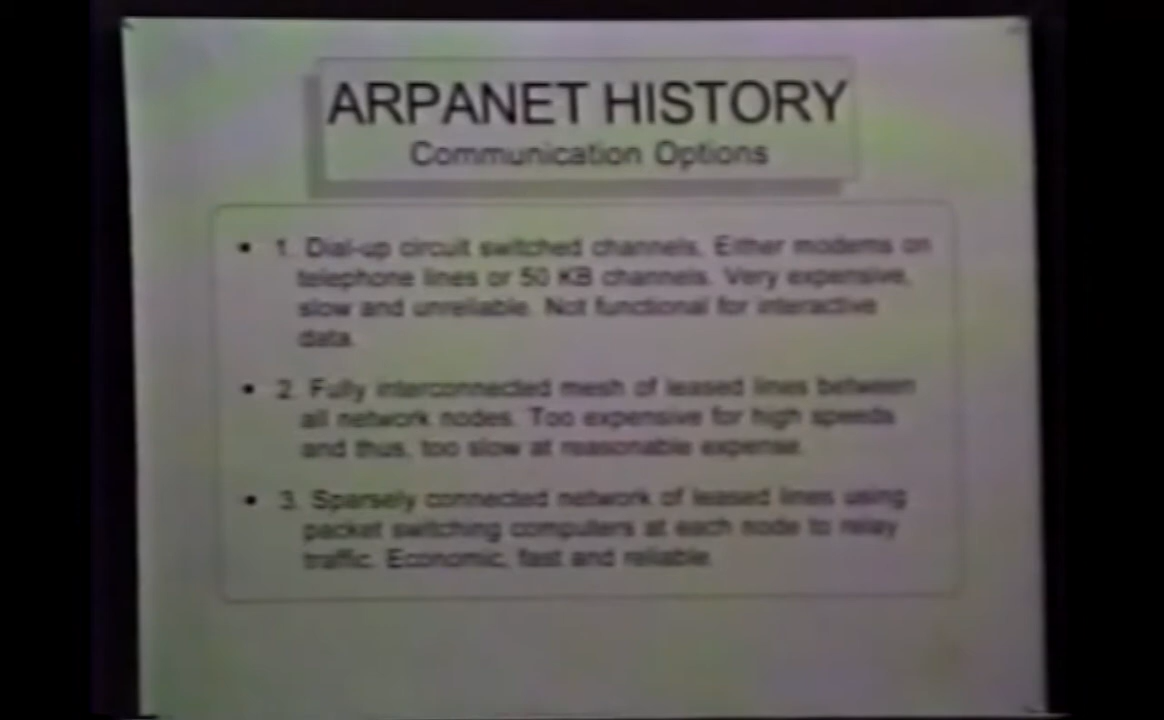 ARPANET HISTORY
Communication Options
• 1. Dial-up circuit switched channels. Either modems on
telephone lines or 50 KB channels. Very expensive,
slow and unreliable. Not functional for interactive
data.
• 2. Fully interconnected mesh of leased lines between
all network nodes. Too expensive for high speeds
and thus, too slow at reasonable expense.
• 3. Sparsely connected network of leased lines using
packet switching computers at each node to relay
traffic. Economic, fast and reliable.